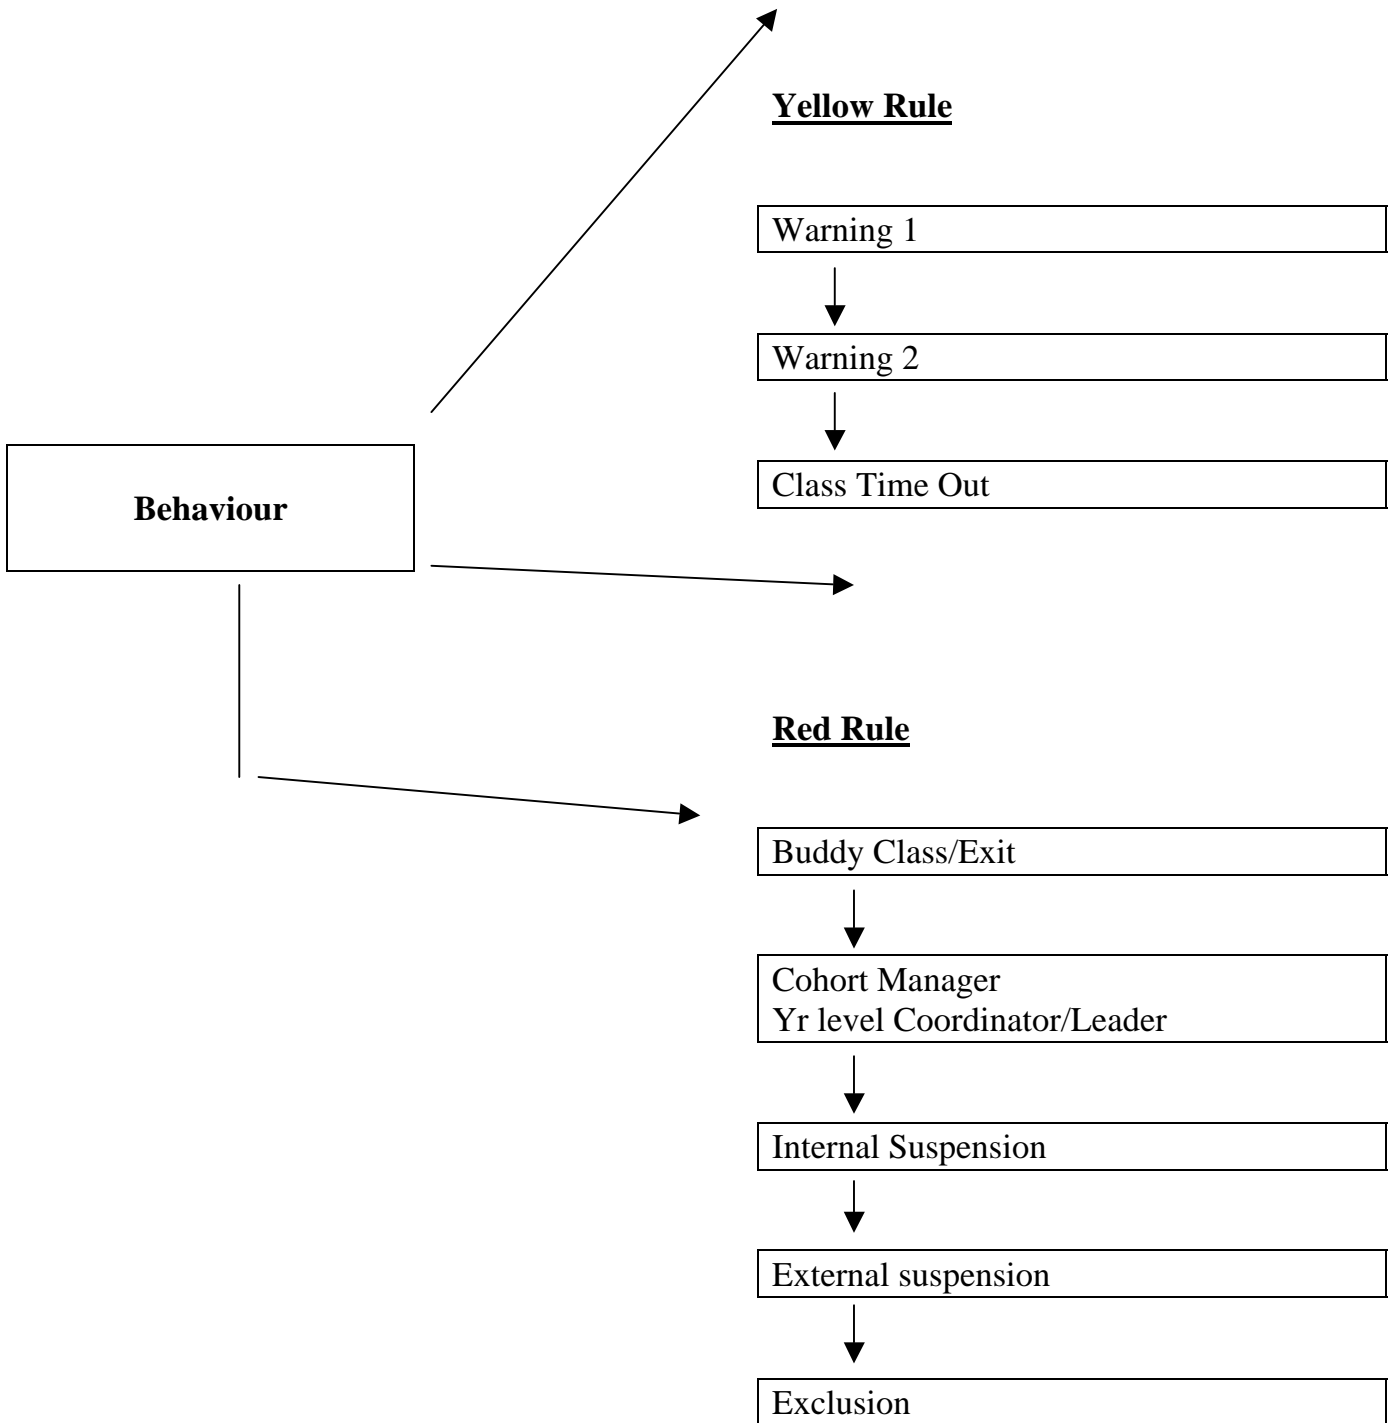 Yellow Rule
Warning 1
Warning 2
Class Time Out
Behaviour
Red Rule
Buddy Class/Exit
Cohort Manager
Yr level Coordinator/Leader
Internal Suspension
External suspension
Exclusion